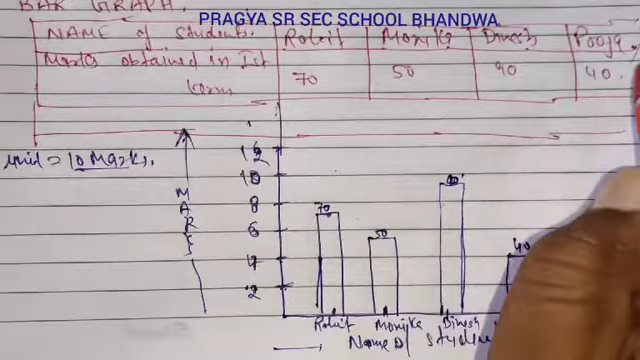 BAR GRAPH.
PRAGYA SR SEC SCHOOL BHANDWA
NAME of Students. Rohit Monika Dinesh Pooja
Marks obtained in Ist 70 50 90 40.
term
unit = 10 Marks.
MARKS
12
10
8
6
4
2
70
50
90
40
Rohit Monika Dinesh
Name of Student